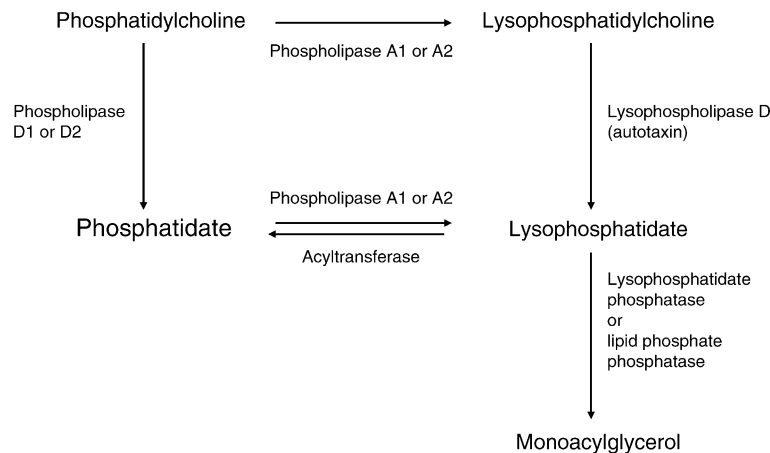 Phosphatidylcholine
Lysophosphatidylcholine
Phospholipase A1 or A2
Phospholipase
D1 or D2
Lysophospholipase D
(autotaxin)
Phospholipase A1 or A2
Phosphatidate
Lysophosphatidate
Acyltransferase
Lysophosphatidate
phosphatase
or
lipid phosphate
phosphatase
Monoacylglycerol